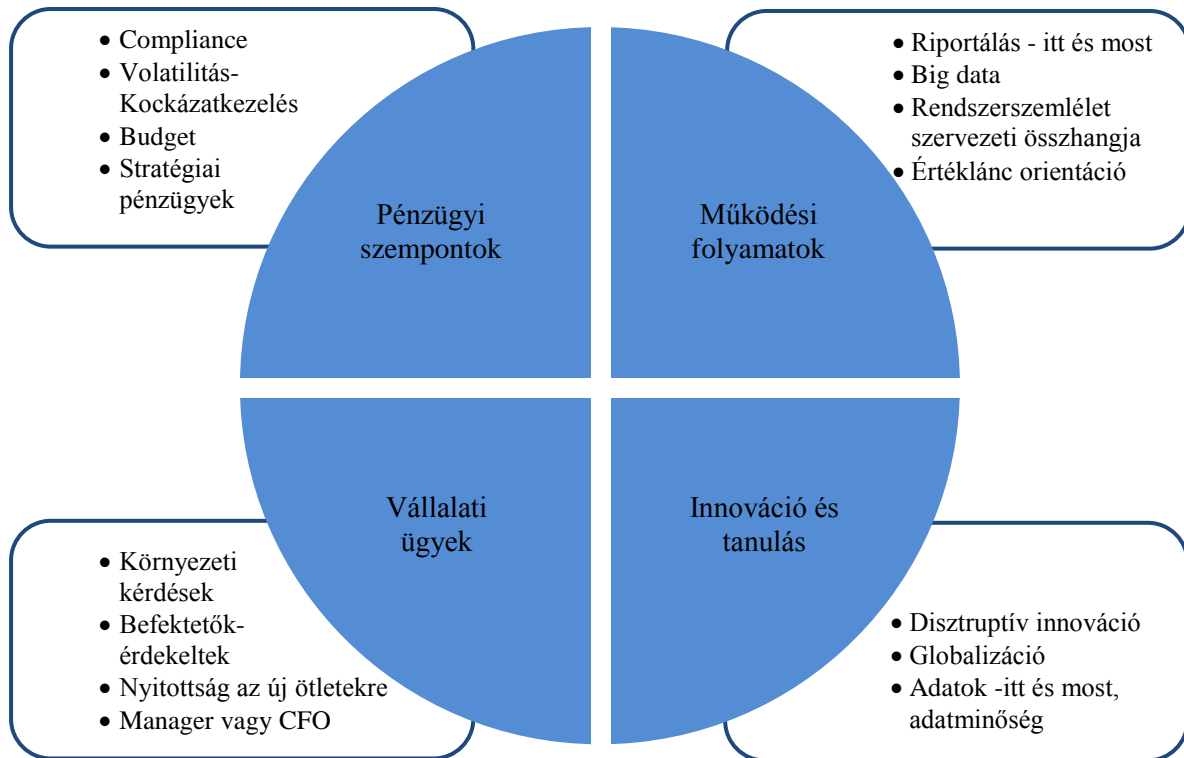 • Compliance
• Volatilitás-
Kockázatkezelés
• Budget
• Stratégiai
pénzügyek
• Riportálás - itt és most
• Big data
• Rendszerszemlélet
szervezeti összhangja
• Értéklánc orientáció
Pénzügyi
szempontok
Működési
folyamatok
Vállalati
ügyek
Innováció és
tanulás
• Környezeti
kérdések
• Befektetők-
érdekeltek
• Nyitottság az új ötletekre
• Manager vagy CFO
• Disztruptív innováció
• Globalizáció
• Adatok -itt és most,
adatminőség